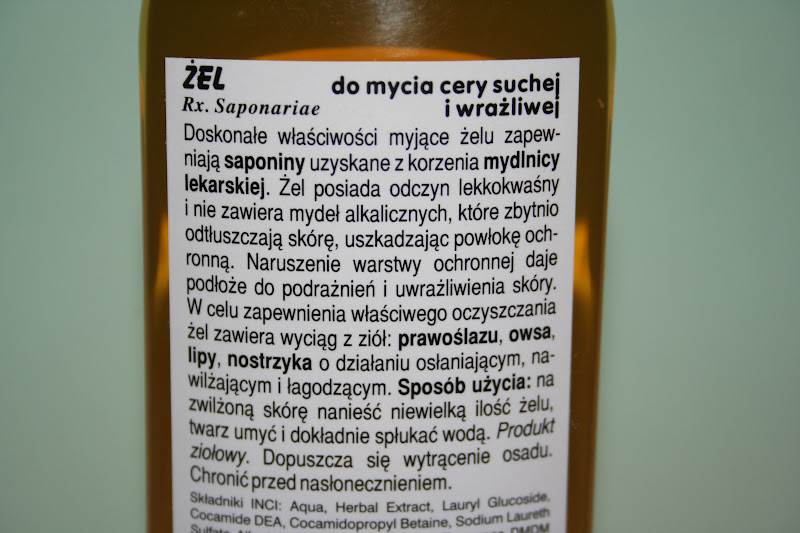 ŻEL do mycia cery suchej
Rx. Saponariae i wrażliwej
Doskonałe właściwości myjące żelu zapew-
niają saponiny uzyskane z korzenia mydlnicy
lekarskiej. Żel posiada odczyn lekkokwaśny
i nie zawiera mydeł alkalicznych, które zbytnio
odtłuszczają skórę, uszkadzając powłokę och-
ronną. Naruszenie warstwy ochronnej daje
podłoże do podrażnień i uwrażliwienia skóry.
W celu zapewnienia właściwego oczyszczania
żel zawiera wyciąg z ziół: prawoślazu, owsa,
lipy, nostrzyka o działaniu osłaniającym, na-
wilżającym i łagodzącym. Sposób użycia: na
zwilżoną skórę nanieść niewielką ilość żelu,
twarz umyć i dokładnie spłukać wodą. Produkt
ziołowy. Dopuszcza się wytrącenie osadu.
Chronić przed nasłonecznieniem.
Składniki INCI: Aqua, Herbal Extract, Lauryl Glucoside,
Cocamide DEA, Cocamidopropyl Betaine, Sodium Laureth
DMDM